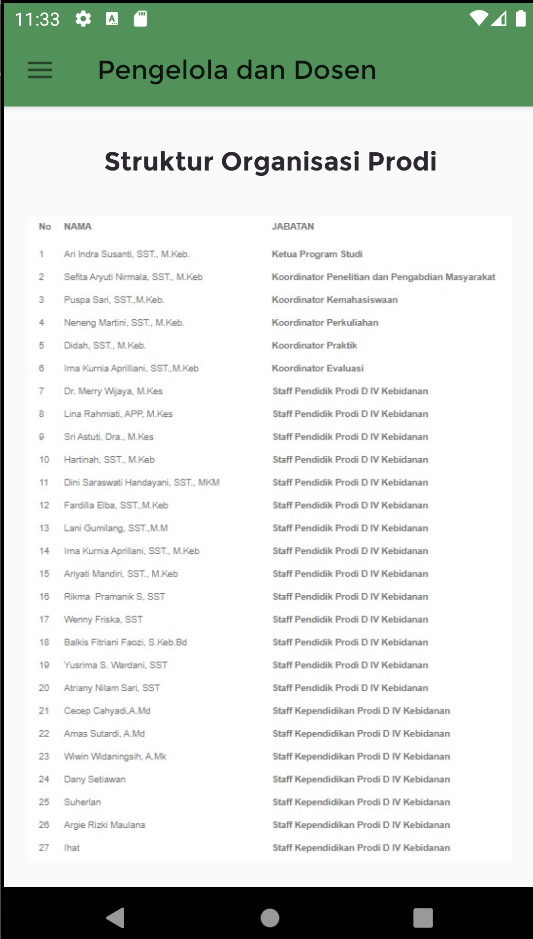 11:33
Pengelola dan Dosen
Struktur Organisasi Prodi
No NAMA JABATAN
1 Ari Indra Susanti, SST., M.Keb. Ketua Program Studi
2 Sefita Aryuti Nirmala, SST., M.Keb Koordinator Penelitian dan Pengabdian Masyarakat
3 Puspa Sari, SST.,M.Keb. Koordinator Kemahasiswaan
4 Neneng Martini, SST., M.Keb. Koordinator Perkuliahan
5 Didah, SST., M.Keb. Koordinator Praktik
6 Irna Kurnia Aprilliani, SST.,M.Keb Koordinator Evaluasi
7 Dr. Merry Wijaya, M.Kes Staff Pendidik Prodi D IV Kebidanan
8 Lina Rahmiati, APP, M.Kes Staff Pendidik Prodi D IV Kebidanan
9 Sri Astuti, Dra., M.Kes Staff Pendidik Prodi D IV Kebidanan
10 Hartinah, SST., M.Keb Staff Pendidik Prodi D IV Kebidanan
11 Dini Saraswati Handayani, SST., MKM Staff Pendidik Prodi D IV Kebidanan
12 Fardilla Elba, SST.,M.Keb Staff Pendidik Prodi D IV Kebidanan
13 Lani Gumilang, SST.,M.M Staff Pendidik Prodi D IV Kebidanan
14 Irna Kurnia Aprillani, SST., M.Keb Staff Pendidik Prodi D IV Kebidanan
15 Ariyati Mandiri, SST., M.Keb Staff Pendidik Prodi D IV Kebidanan
16 Rikma Pramanik S, SST Staff Pendidik Prodi D IV Kebidanan
17 Wenny Friska, SST Staff Pendidik Prodi D IV Kebidanan
18 Balkis Fitriani Faozi, S.Keb.Bd Staff Pendidik Prodi D IV Kebidanan
19 Yusrima S. Wardani, SST Staff Pendidik Prodi D IV Kebidanan
20 Atriany Nilam Sari, SST Staff Pendidik Prodi D IV Kebidanan
21 Cecep Cahyadi,A.Md Staff Kependidikan Prodi D IV Kebidanan
22 Amas Sutardi, A.Md Staff Kependidikan Prodi D IV Kebidanan
23 Wiwin Widaningsih, A.Mk Staff Kependidikan Prodi D IV Kebidanan
24 Dany Setiawan Staff Kependidikan Prodi D IV Kebidanan
25 Suherlan Staff Kependidikan Prodi D IV Kebidanan
26 Argie Rizki Maulana Staff Kependidikan Prodi D IV Kebidanan
27 Ihat Staff Kependidikan Prodi D IV Kebidanan